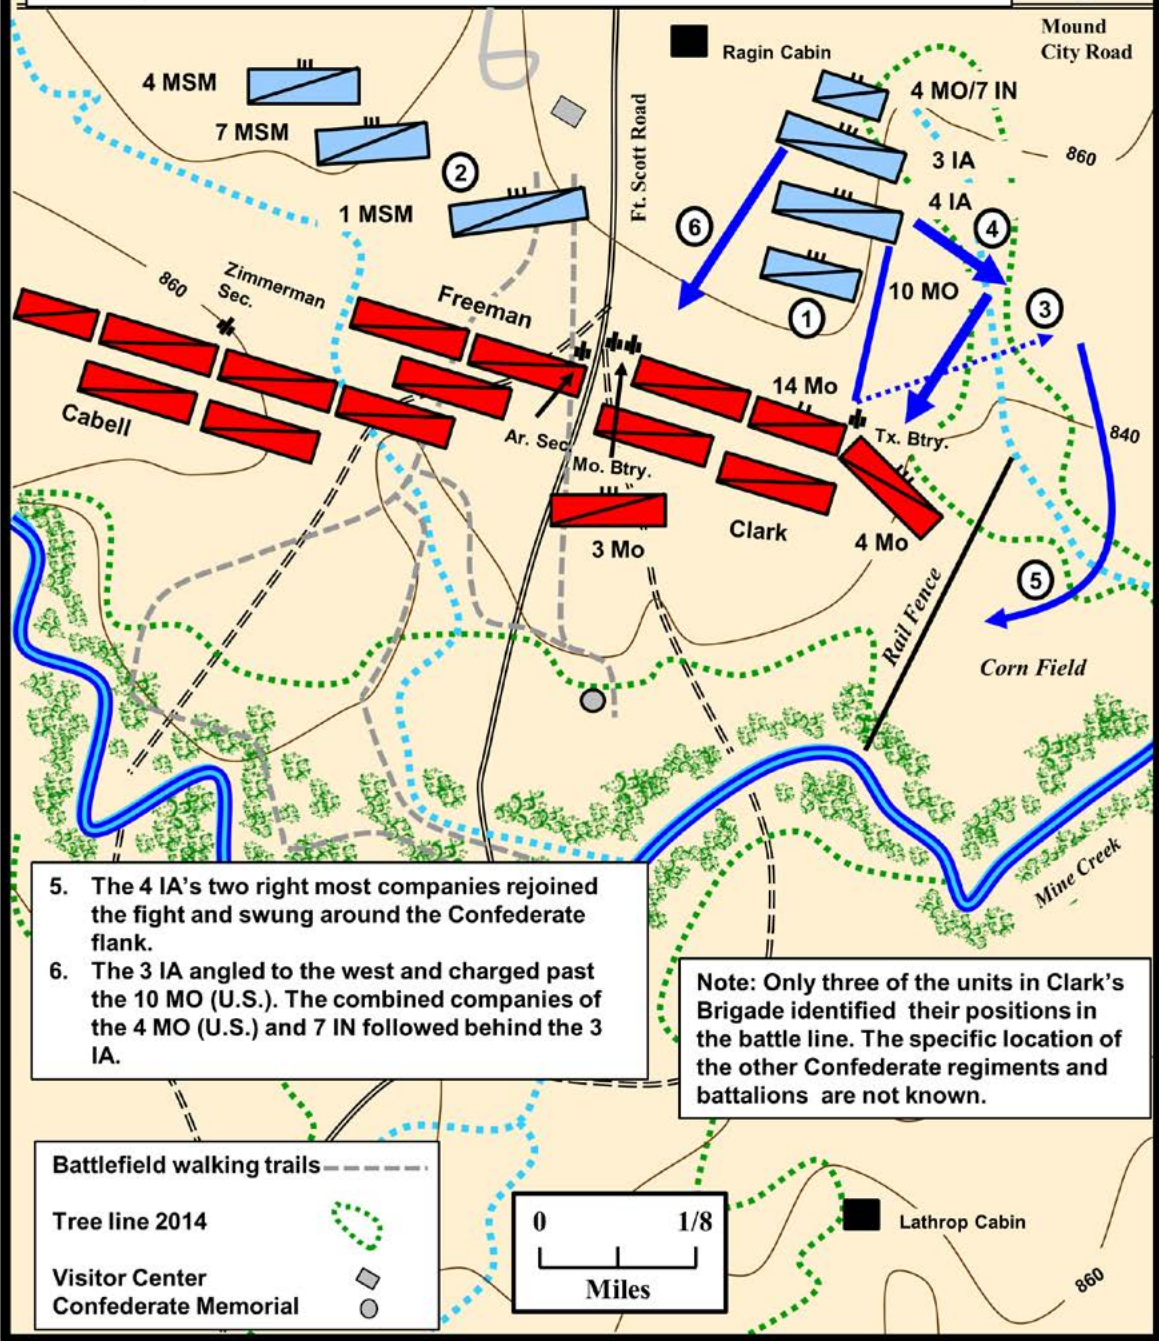 Mound
City Road
Ragin Cabin
4 MSM
4 MO/7 IN
7 MSM
Ft. Scott Road
860
3 IA
2
4 IA
1 MSM
6
4
860
Zimmerman
Sec.
Freeman
10 MO
3
1
14 Mo
Cabell
Ar. Sec.
Mo. Btry.
Tx. Btry.
840
Clark
3 Mo
4 Mo
5
Rail Fence
Corn Field
Mine Creek
5. The 4 IA's two right most companies rejoined
the fight and swung around the Confederate
flank.
6. The 3 IA angled to the west and charged past
the 10 MO (U.S.). The combined companies of
the 4 MO (U.S.) and 7 IN followed behind the 3
IA.
Note: Only three of the units in Clark's
Brigade identified their positions in
the battle line. The specific location of
the other Confederate regiments and
battalions are not known.
Battlefield walking trails
Tree line 2014
Visitor Center
Confederate Memorial
0 1/8
Miles
Lathrop Cabin
860